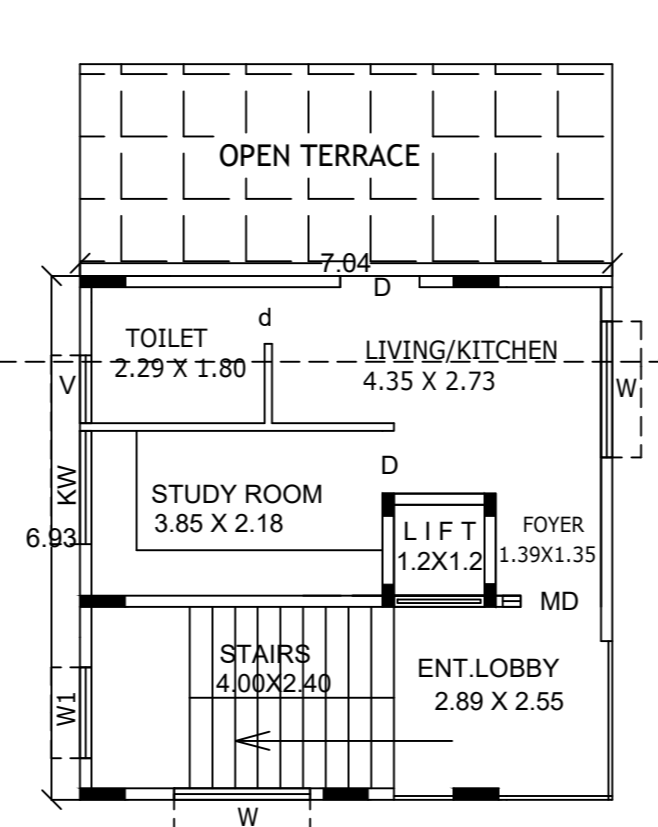 OPEN TERRACE
7.04
D
d
TOILET
2.29 X 1.80
LIVING/KITCHEN
4.35 X 2.73
V
W
D
KW
STUDY ROOM
3.85 X 2.18
LIFT
1.2X1.2
FOYER
1.39X1.35
6.93
MD
STAIRS
4.00X2.40
ENT.LOBBY
2.89 X 2.55
W1
W